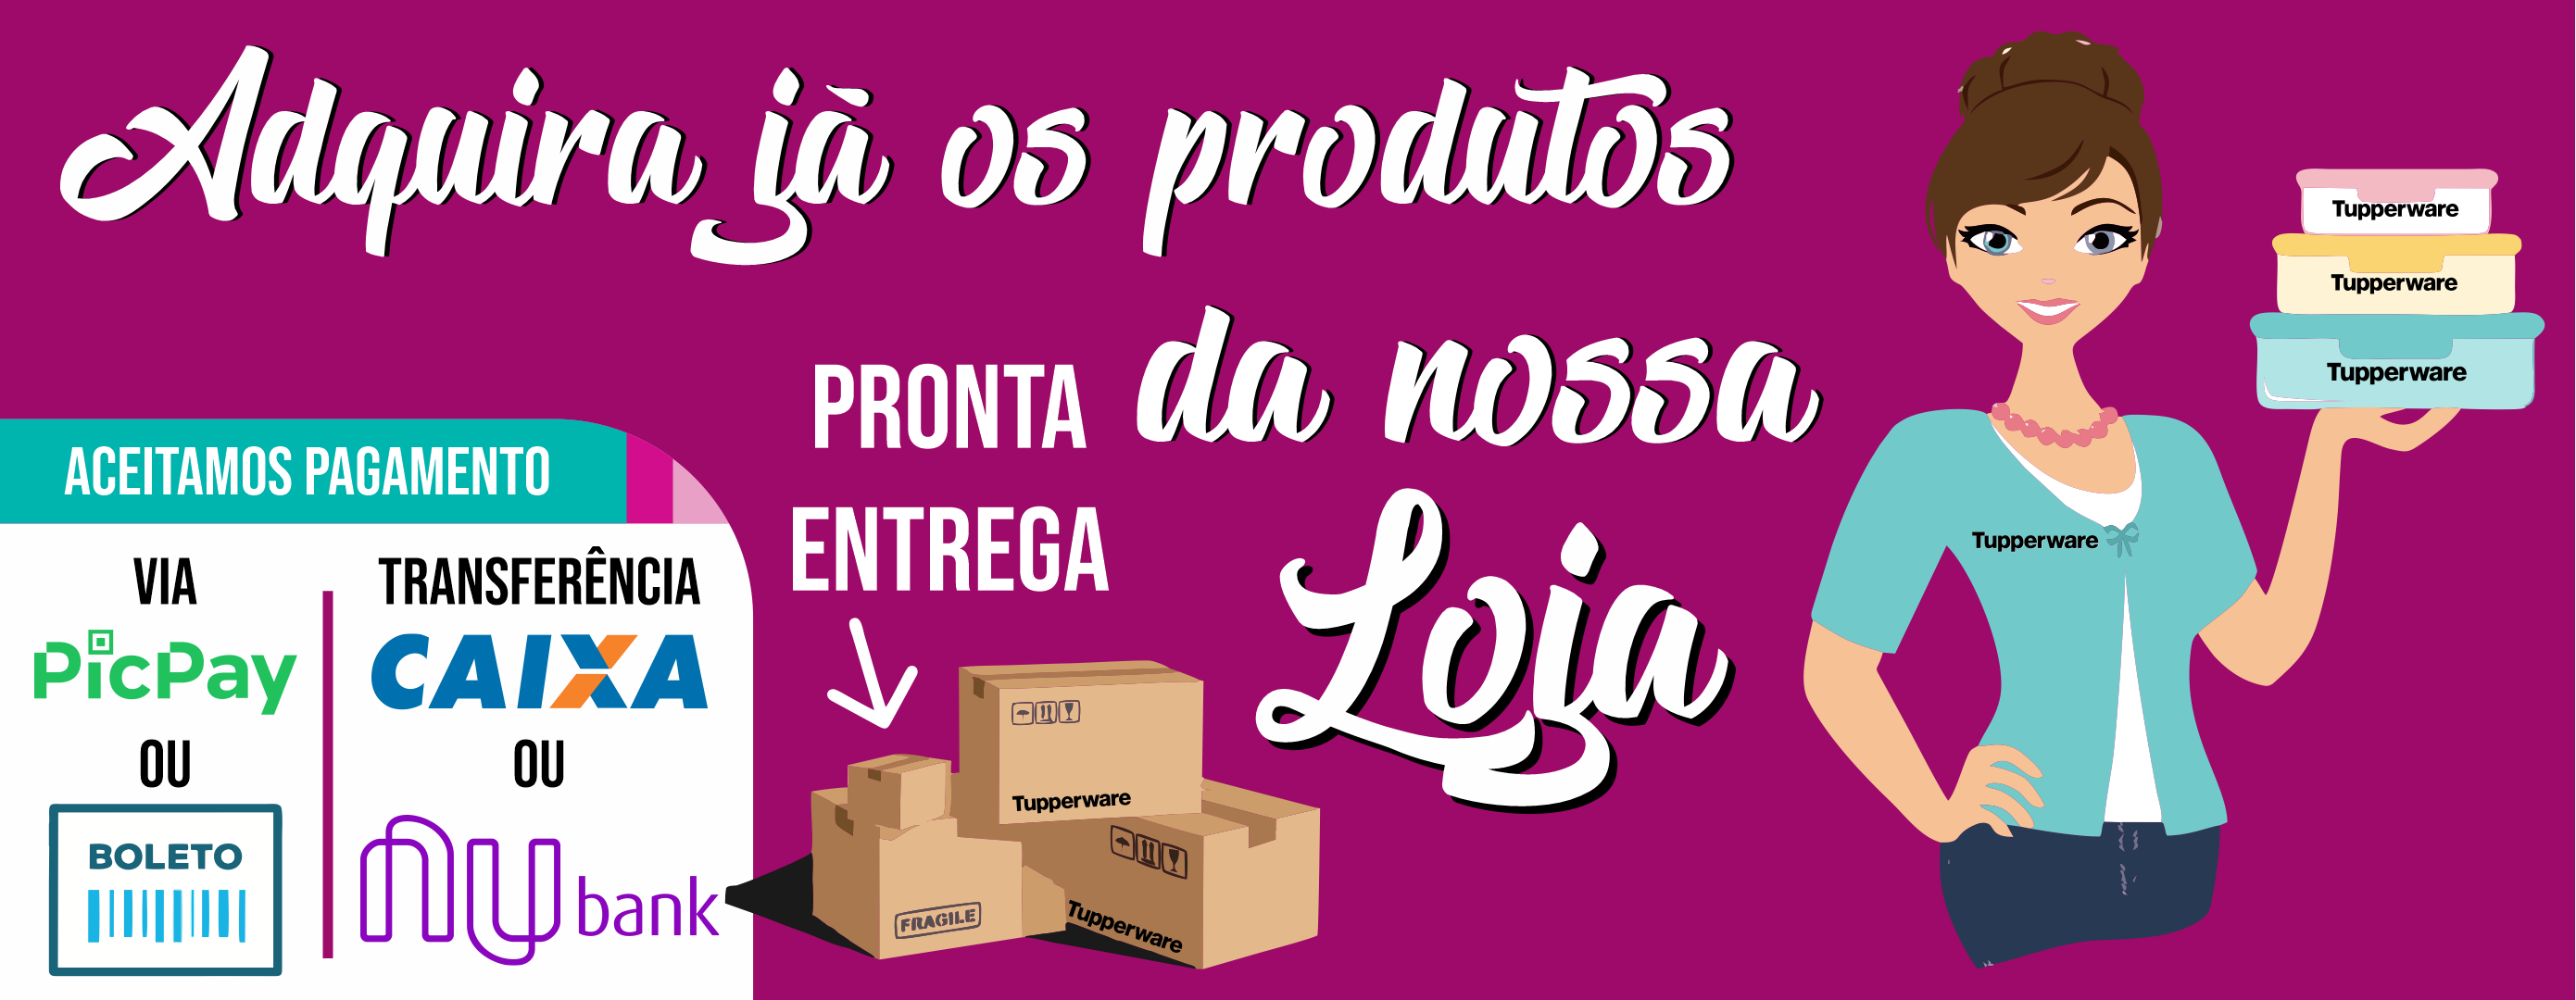 Adquira já os produtos
da nossa
Loja
PRONTA
ENTREGA
ACEITAMOS PAGAMENTO
VIA
PicPay
OU
BOLETO
TRANSFERÊNCIA
CAIXA
OU
nu bank
Tupperware
FRAGILE
Tupperware
Tupperware
Tupperware
Tupperware
Tupperware